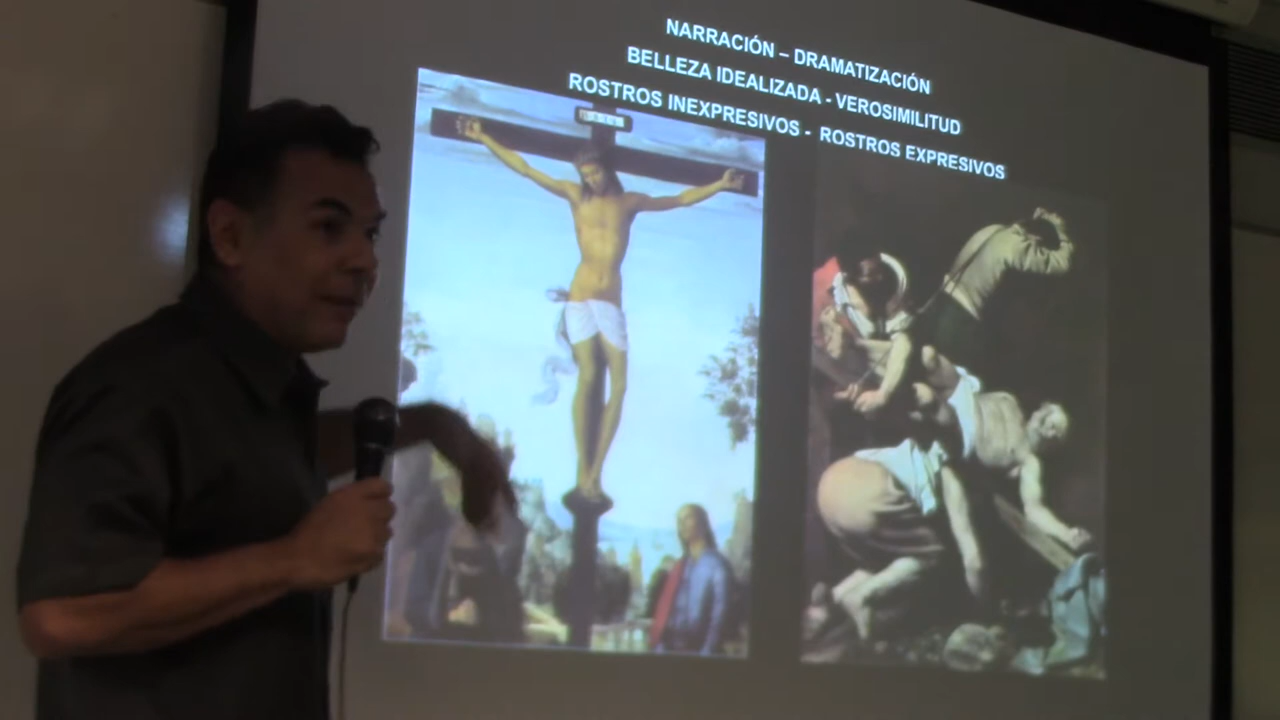 NARRACIÓN – DRAMATIZACIÓN
BELLEZA IDEALIZADA - VEROSIMILITUD
ROSTROS INEXPRESIVOS - ROSTROS EXPRESIVOS